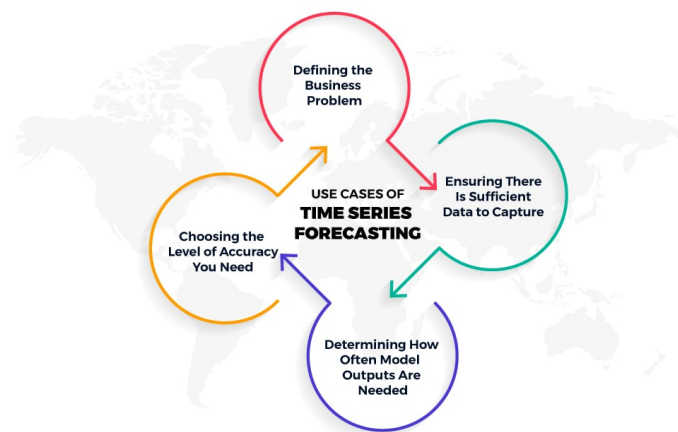 Defining the
Business
Problem
Ensuring There
Is Sufficient
Data to Capture
USE CASES OF
TIME SERIES
FORECASTING
Choosing the
Level of Accuracy
You Need
Determining How
Often Model
Outputs Are
Needed